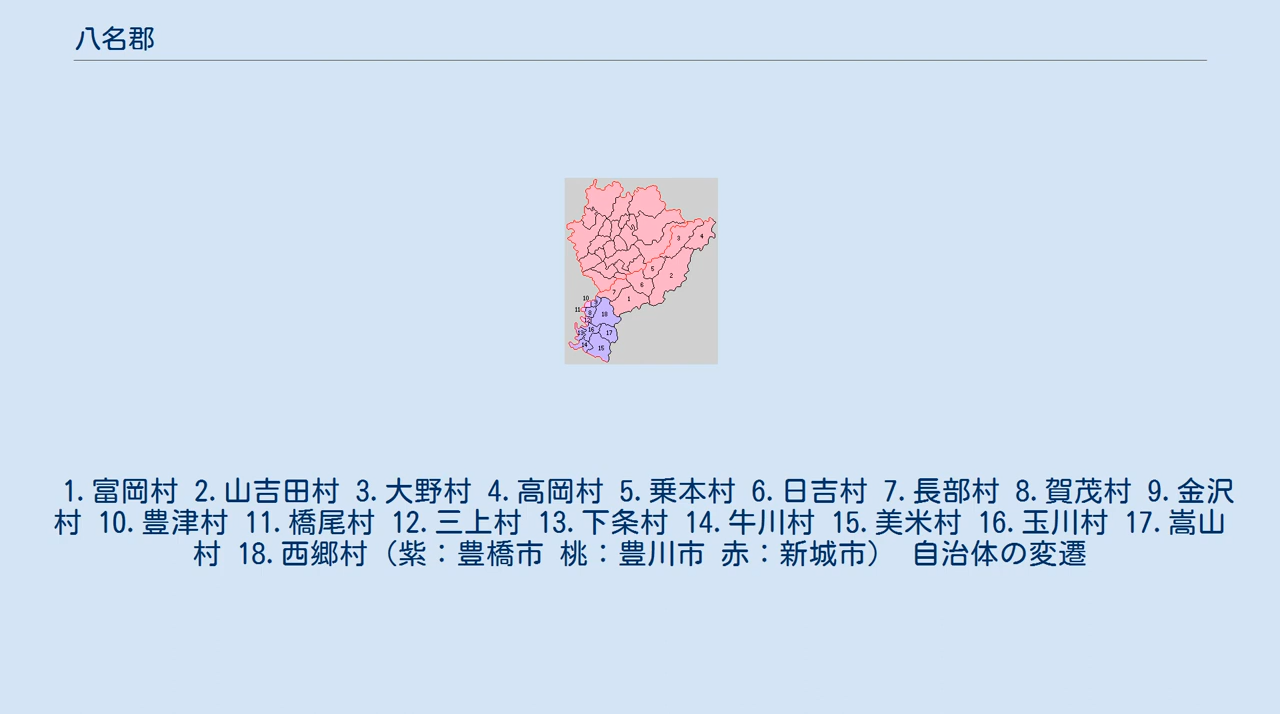 八名郡
1.富岡村 2.山吉田村 3.大野村 4.高岡村 5.乗本村 6.日吉村 7.長部村 8.賀茂村 9.金沢
村 10.豊津村 11.橋尾村 12.三上村 13.下条村 14.牛川村 15.美米村 16.玉川村 17.嵩山
村 18.西郷村（紫：豊橋市 桃：豊川市 赤：新城市） 自治体の変遷